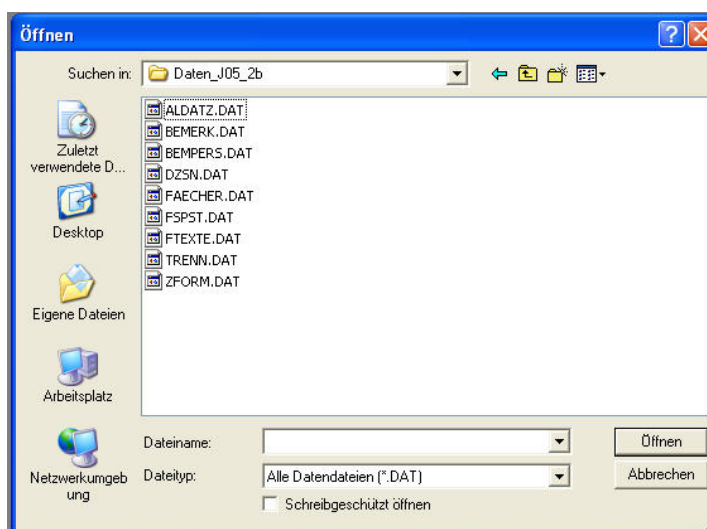 Öffnen
Suchen in: Daten_J05_2b
ALDATZ.DAT
BEMERK.DAT
BEMPERS.DAT
DZSN.DAT
FAECHER.DAT
FSPST.DAT
FTEXTE.DAT
TRENN.DAT
ZFORM.DAT
Zuletzt
verwendete D...
Desktop
Eigene Dateien
Arbeitsplatz
Netzwerkumgeb
ung
Dateiname: Öffnen
Dateityp: Alle Datendateien (*.DAT) Abbrechen
Schreibgeschützt öffnen